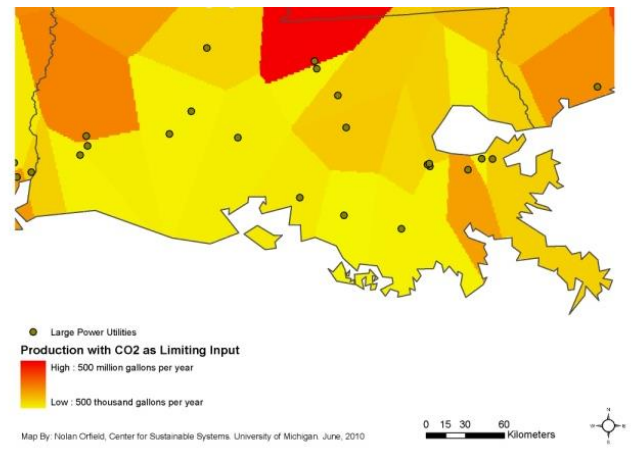 Large Power Utilities
Production with CO2 as Limiting Input
High : 500 million gallons per year
Low : 500 thousand gallons per year
Map By: Nolan Orfield, Center for Sustainable Systems. University of Michigan. June, 2010
0 15 30 60
Kilometers
N
W E
S